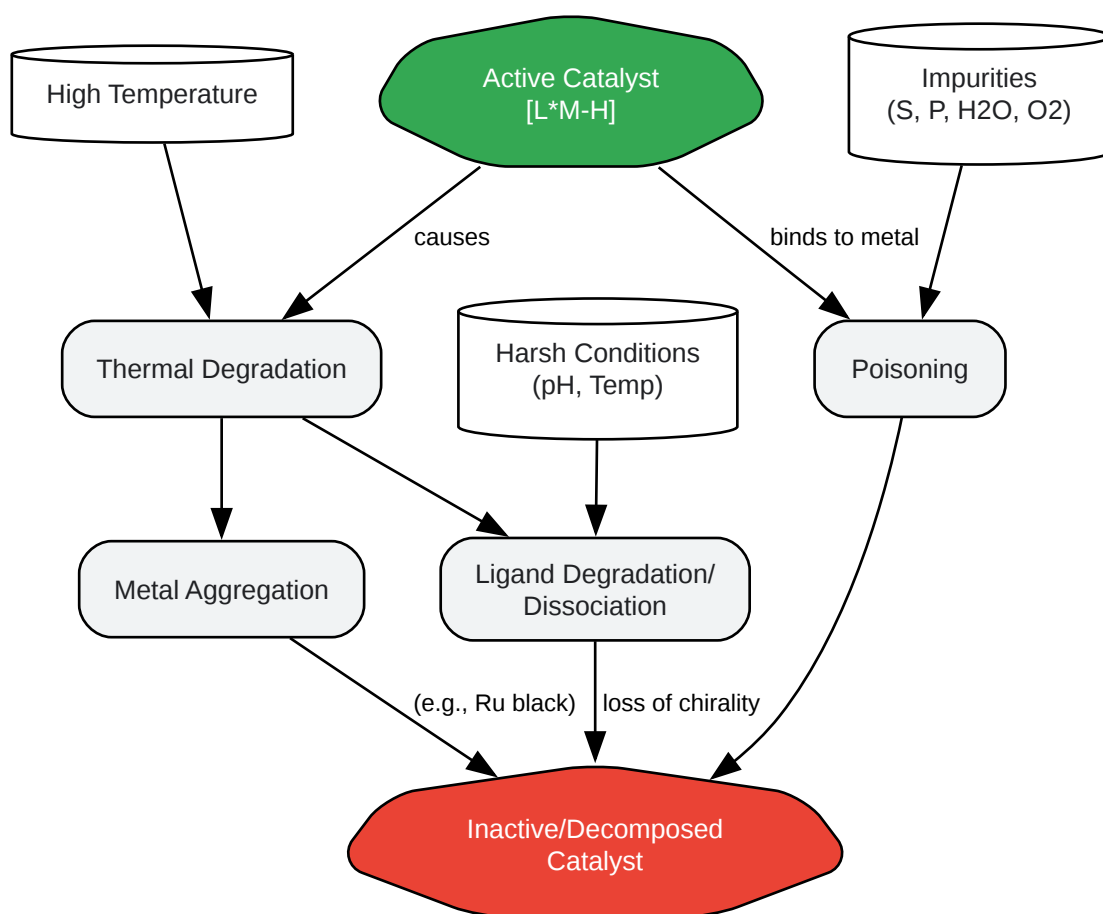 High Temperature
Active Catalyst
[L*M-H]
Impurities
(S, P, H2O, O2)
causes
binds to metal
Thermal Degradation
Harsh Conditions
(pH, Temp)
Poisoning
Metal Aggregation
Ligand Degradation/
Dissociation
(e.g., Ru black)
loss of chirality
Inactive/Decomposed
Catalyst